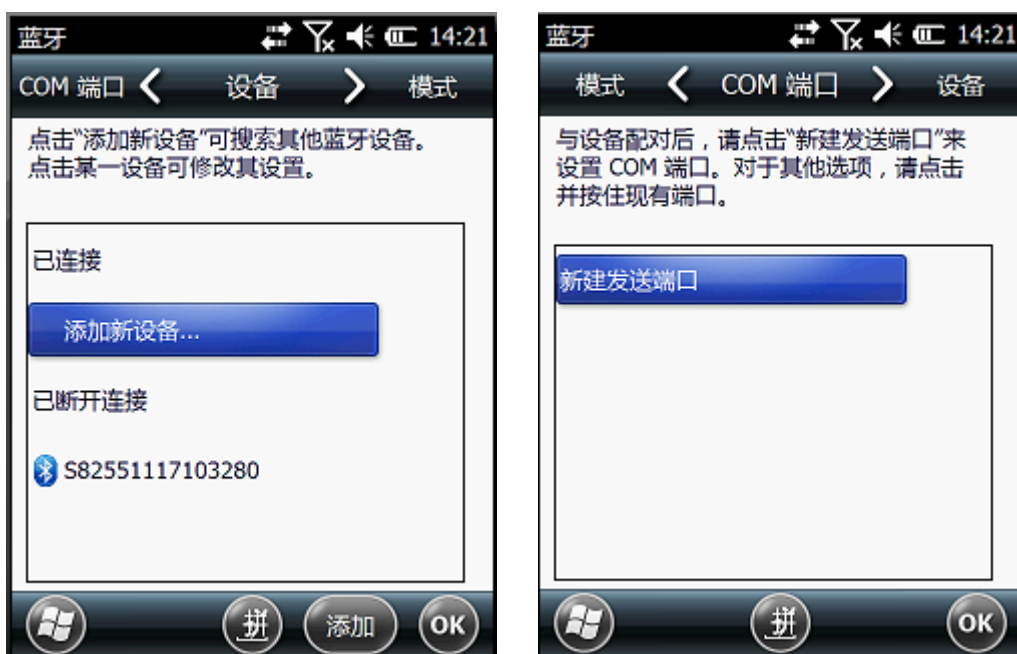 蓝牙
14:21
COM 端口
设备
模式
点击“添加新设备”可搜索其他蓝牙设备。
点击某一设备可修改其设置。
已连接
添加新设备...
已断开连接
S82551117103280
拼
添加
OK
蓝牙
14:21
模式
COM 端口
设备
与设备配对后，请点击“新建发送端口”来
设置 COM 端口。对于其他选项，请点击
并按住现有端口。
新建发送端口
拼
OK